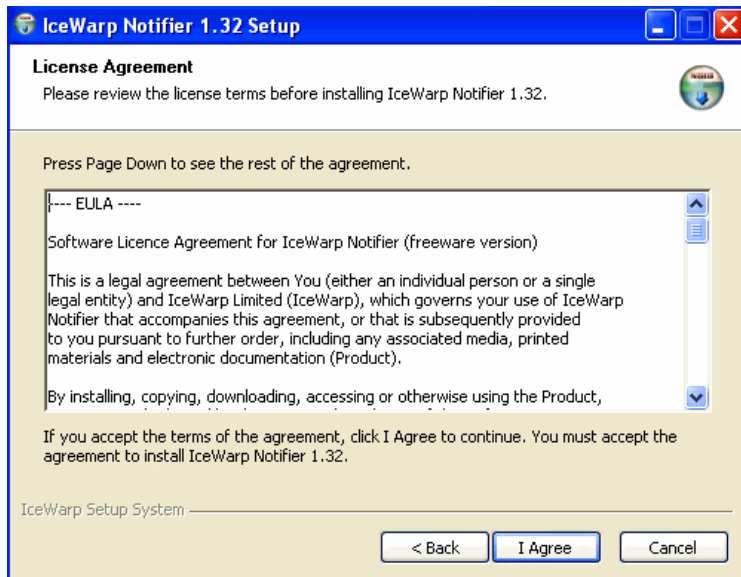 IceWarp Notifier 1.32 Setup
License Agreement
Please review the license terms before installing IceWarp Notifier 1.32.
Press Page Down to see the rest of the agreement.
---- EULA ----
Software Licence Agreement for IceWarp Notifier (freeware version)
This is a legal agreement between You (either an individual person or a single
legal entity) and IceWarp Limited (IceWarp), which governs your use of IceWarp
Notifier that accompanies this agreement, or that is subsequently provided
to you pursuant to further order, including any associated media, printed
materials and electronic documentation (Product).
By installing, copying, downloading, accessing or otherwise using the Product,
If you accept the terms of the agreement, click I Agree to continue. You must accept the
agreement to install IceWarp Notifier 1.32.
IceWarp Setup System
< Back
I Agree
Cancel